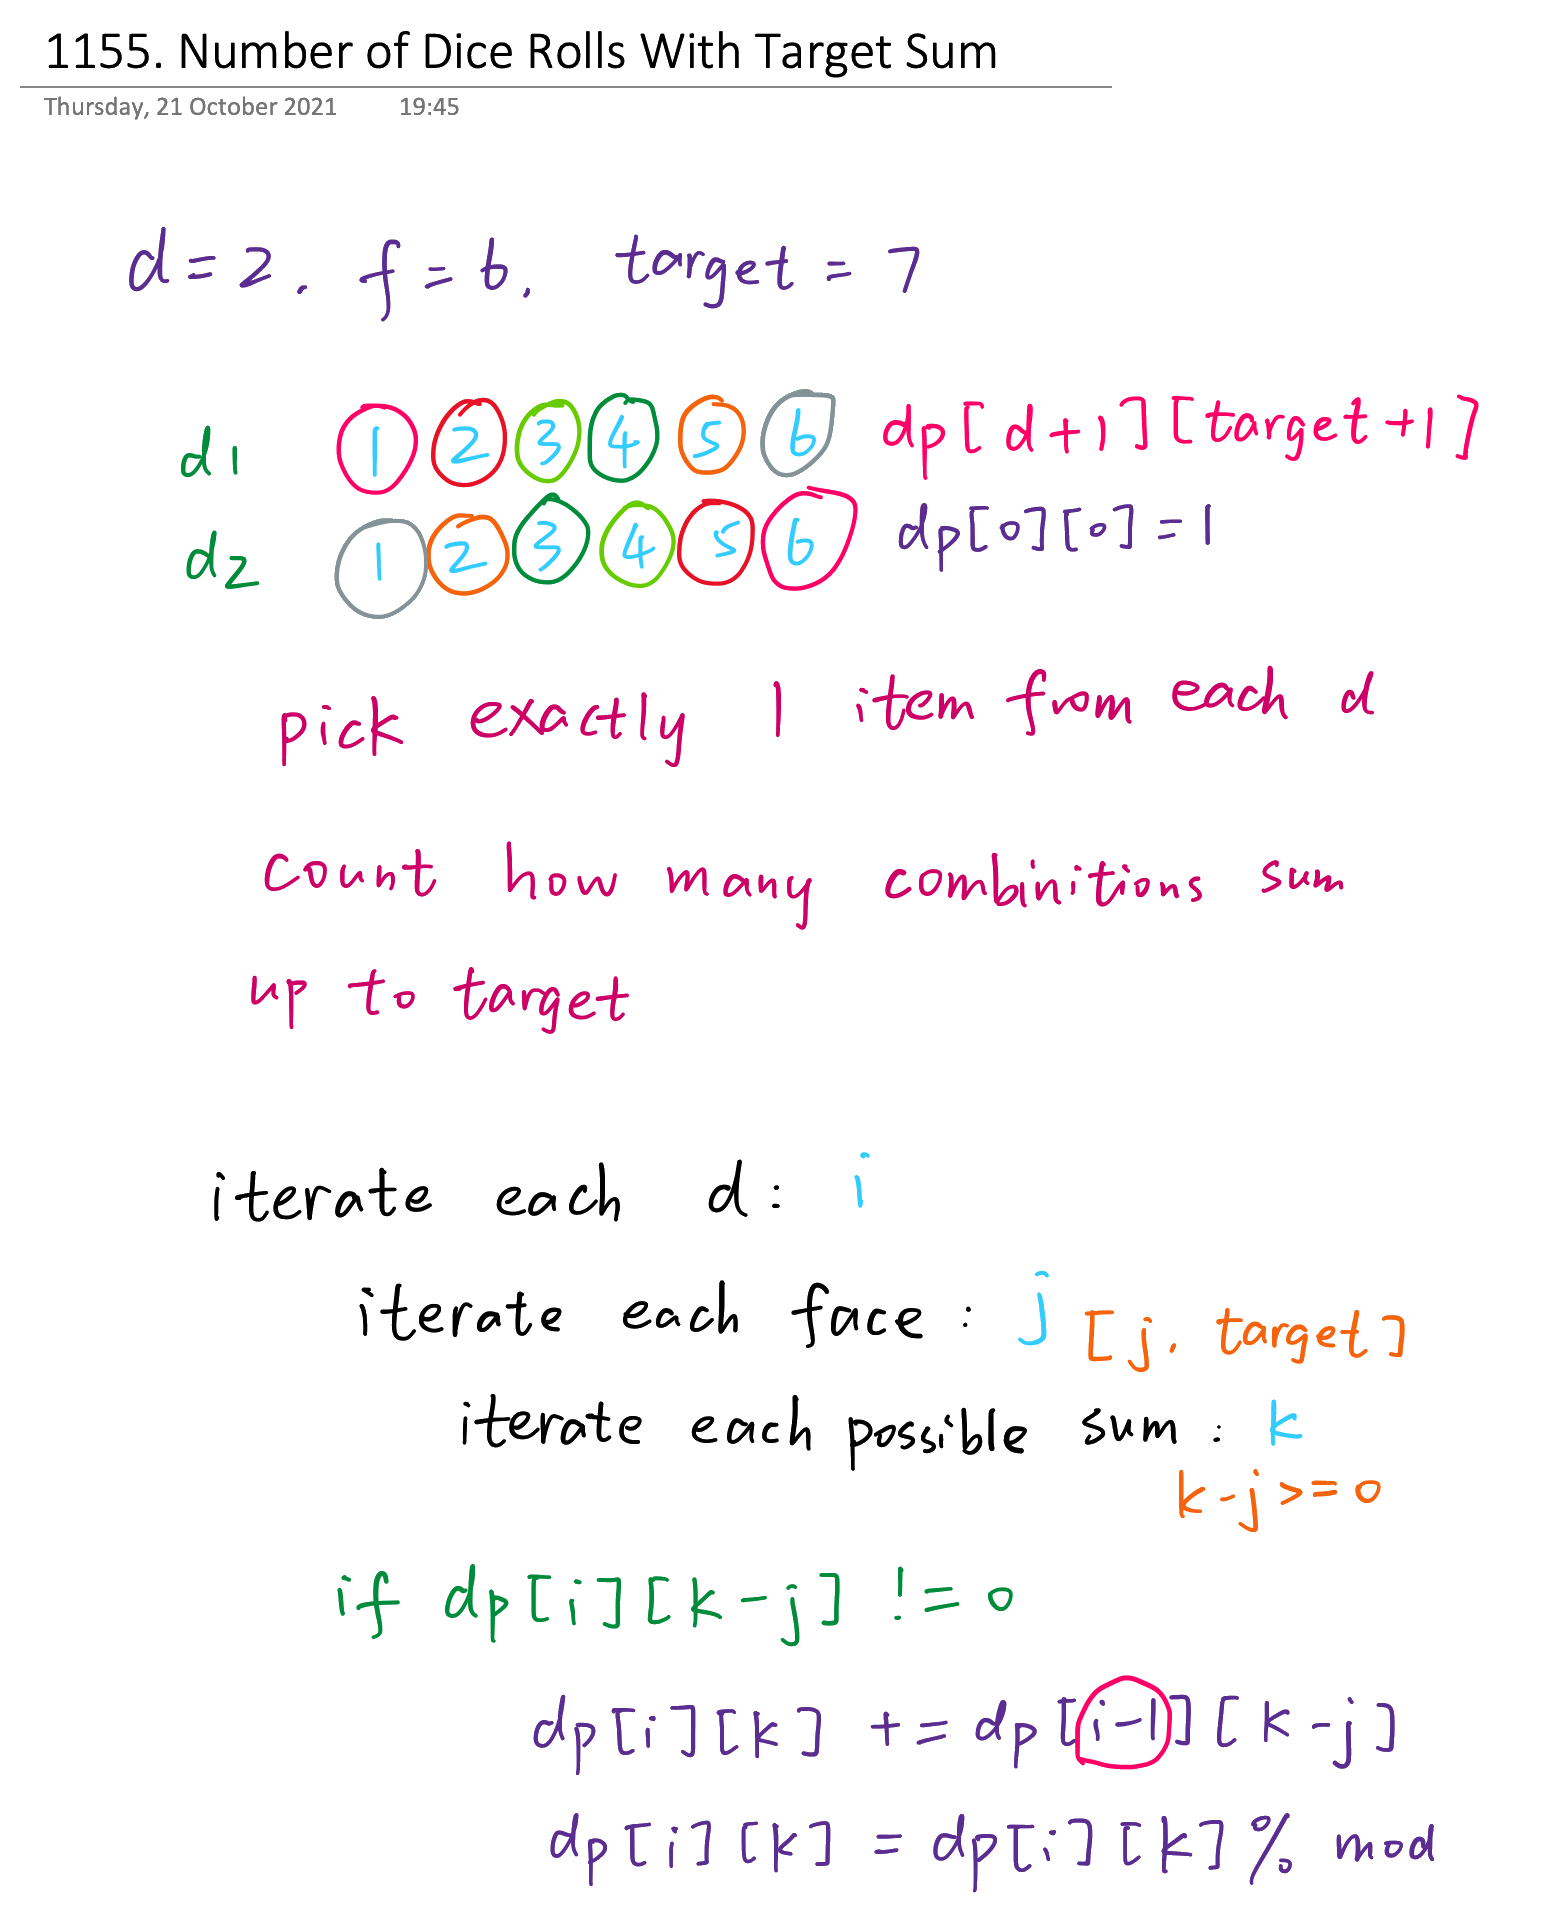 1155. Number of Dice Rolls With Target Sum
Thursday, 21 October 2021 19:45
d=2. f=6. target = 7
d1 1 2 3 4 5 6 dp[d+1][target+1]
d2 1 2 3 4 5 6 dp[0][0]=1
pick exactly 1 item from each d
count how many combinitions sum
up to target
iterate each d: i
iterate each face: j [j, target]
iterate each possible sum: k
k-j>=0
if dp[i][k-j] != 0
dp[i][k] += dp[i-1][k-j]
dp[i][k] = dp[i][k] % mod